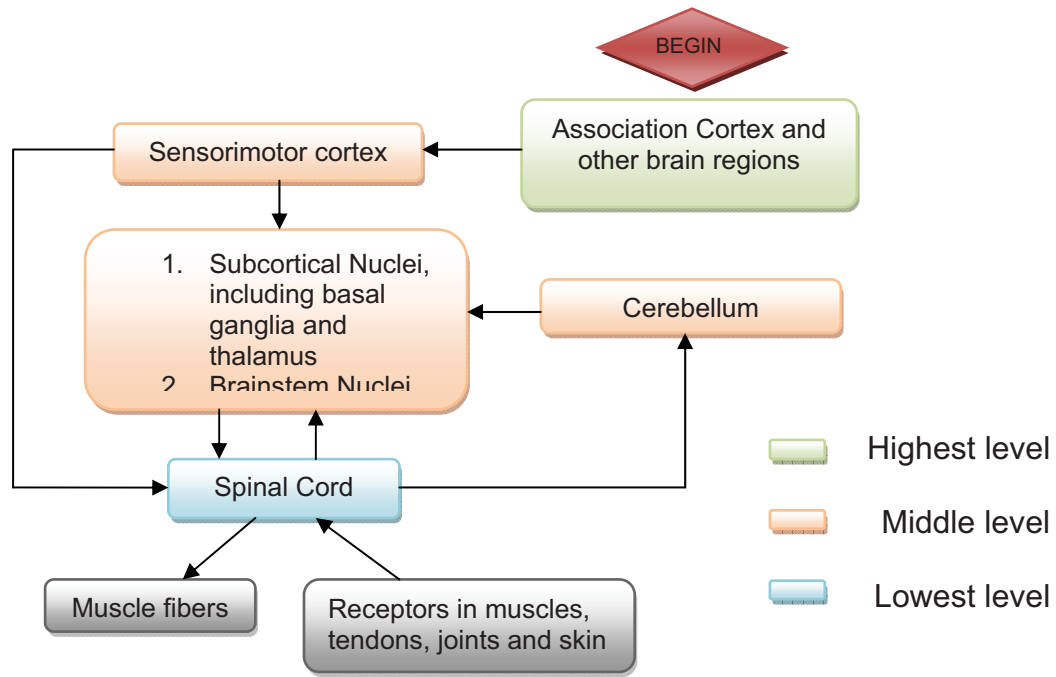 BEGIN
Association Cortex and
other brain regions
Sensorimotor cortex
1. Subcortical Nuclei,
including basal
ganglia and
thalamus
2. Brainstem Nuclei
Cerebellum
Spinal Cord
Muscle fibers
Receptors in muscles,
tendons, joints and skin
Highest level
Middle level
Lowest level